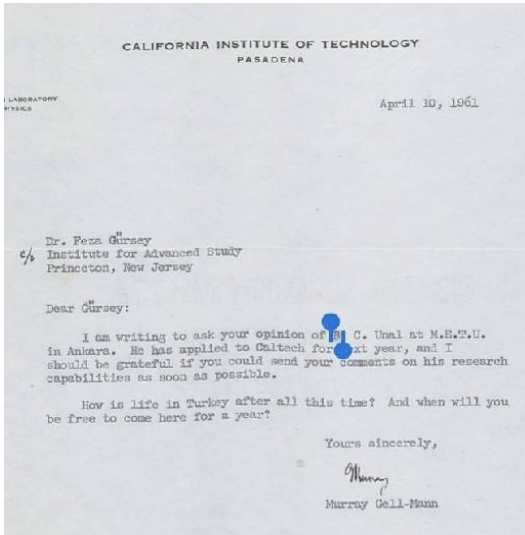 CALIFORNIA INSTITUTE OF TECHNOLOGY
PASADENA
LABORATORY
April 10, 1961
Dr. Feza Gürsey
c/o Institute for Advanced Study
Princeton, New Jersey
Dear Gürsey:
I am writing to ask your opinion of B. C. Unal at M.E.T.U.
in Ankara. He has applied to Caltech for next year, and I
should be grateful if you could send your comments on his research
capabilities as soon as possible.
How is life in Turkey after all this time? And when will you
be free to come here for a year?
Yours sincerely,
Murray
Murray Gell-Mann